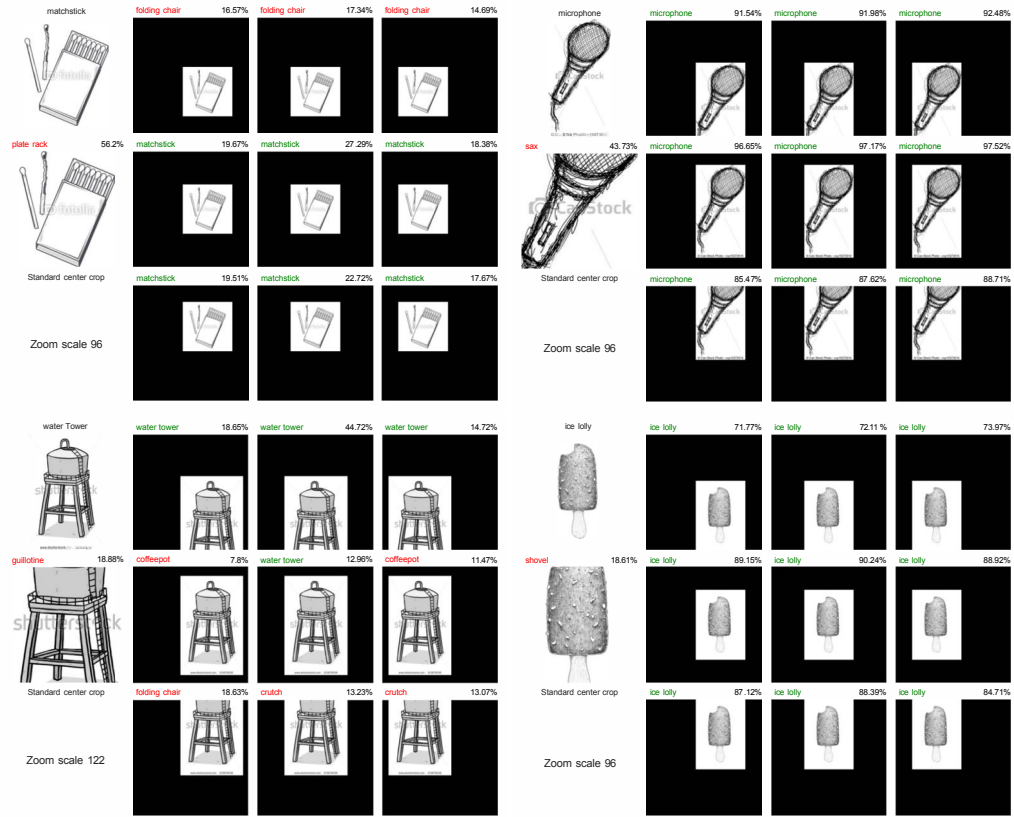 matchstick
folding chair 16.57%
folding chair 17.34%
folding chair 14.69%
fotolia
plate rack 56.2%
matchstick 19.67%
matchstick 27.29%
matchstick 18.38%
fotolia
Standard center crop
matchstick 19.51%
matchstick 22.72%
matchstick 17.67%
Zoom scale 96
microphone
microphone 91.54%
microphone 91.98%
microphone 92.48%
CanStock
sax 43.73%
microphone 96.65%
microphone 97.17%
microphone 97.52%
CanStock
Standard center crop
microphone 85.47%
microphone 87.62%
microphone 88.71%
Zoom scale 96
water Tower
water tower 18.65%
water tower 44.72%
water tower 14.72%
shutterstock
guillotine 18.88%
coffeepot 7.8%
water tower 12.96%
coffeepot 11.47%
shutterstock
Standard center crop
folding chair 18.63%
crutch 13.23%
crutch 13.07%
Zoom scale 122
ice lolly
ice lolly 71.77%
ice lolly 72.11 %
ice lolly 73.97%
shovel 18.61%
ice lolly 89.15%
ice lolly 90.24%
ice lolly 88.92%
Standard center crop
ice lolly 87.12%
ice lolly 88.39%
ice lolly 84.71%
Zoom scale 96